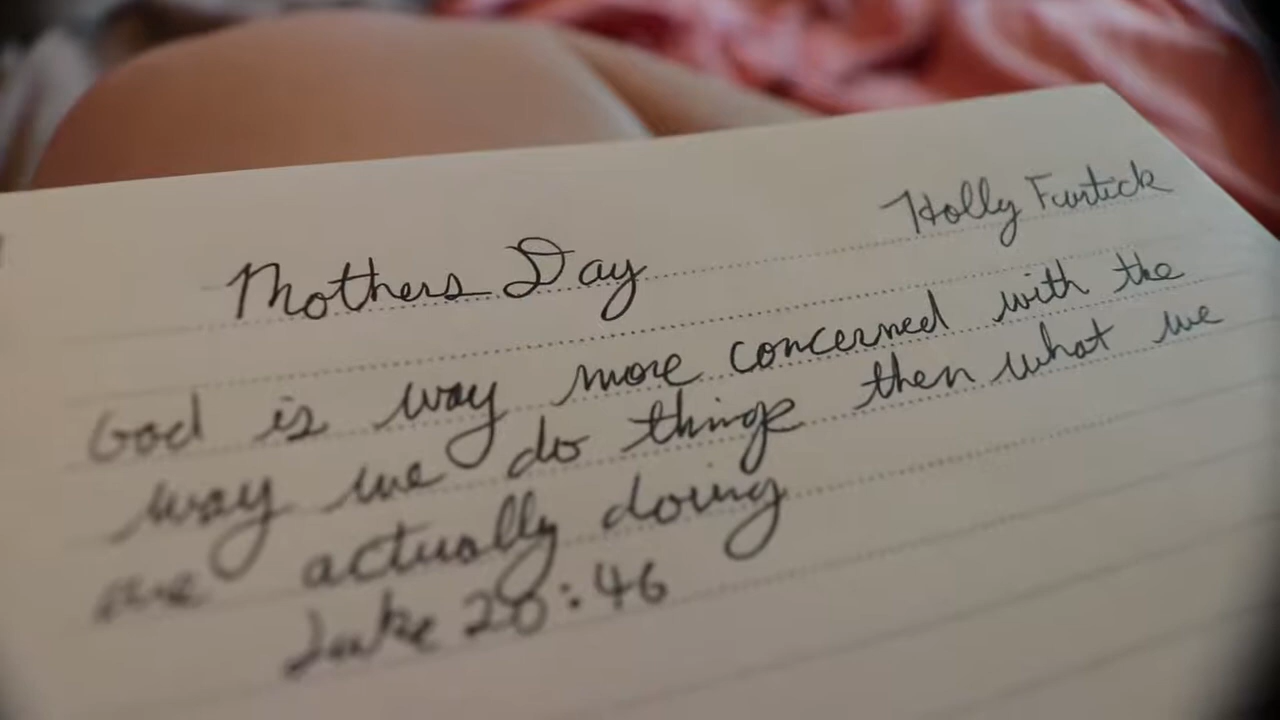 Holly Furtick
Mothers Day
God is way more concerned with the
way we do things then what we
are actually doing
Luke 20:46